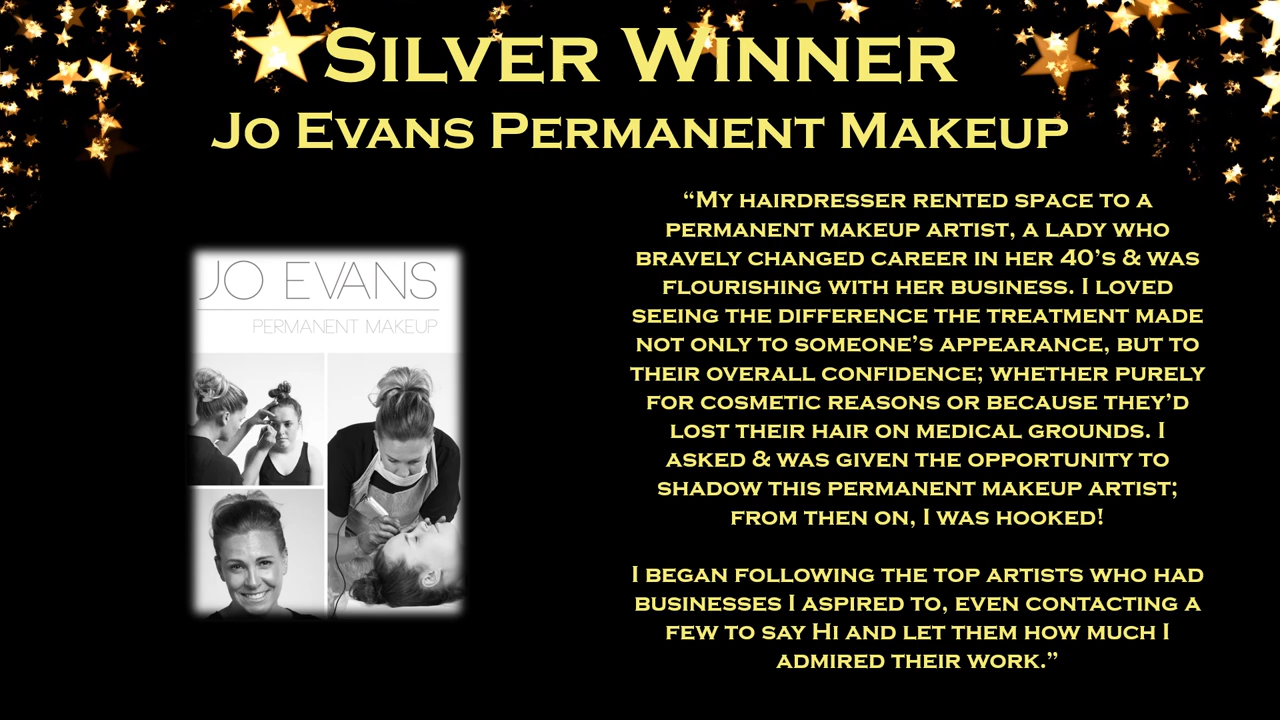 Silver Winner
Jo Evans Permanent Makeup
JO EVANS
PERMANENT MAKEUP
“My hairdresser rented space to a
permanent makeup artist, a lady who
bravely changed career in her 40’s & was
flourishing with her business. I loved
seeing the difference the treatment made
not only to someone’s appearance, but to
their overall confidence; whether purely
for cosmetic reasons or because they’d
lost their hair on medical grounds. I
asked & was given the opportunity to
shadow this permanent makeup artist;
from then on, I was hooked!
I began following the top artists who had
businesses I aspired to, even contacting a
few to say Hi and let them how much I
admired their work.”